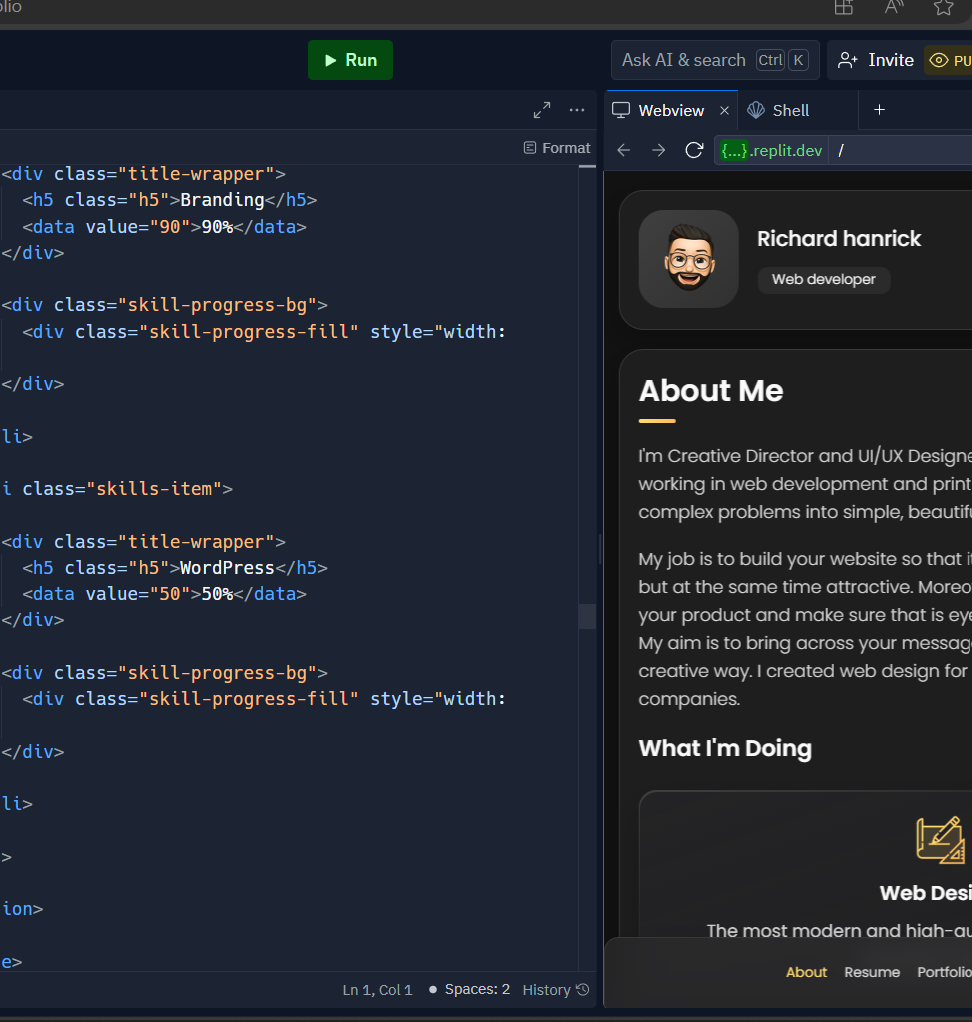 olio
Run
Ask AI & search Ctrl K
Invite
PU
Webview
Shell
Format
{...}.replit.dev /
<div class="title-wrapper">
<h5 class="h5">Branding</h5>
<data value="90">90%</data>
</div>
<div class="skill-progress-bg">
<div class="skill-progress-fill" style="width:
</div>
li>
i class="skills-item">
<div class="title-wrapper">
<h5 class="h5">WordPress</h5>
<data value="50">50%</data>
</div>
<div class="skill-progress-bg">
<div class="skill-progress-fill" style="width:
</div>
li>
>
ion>
e>
Ln 1, Col 1
Spaces: 2
History
Richard hanrick
Web developer
About Me
I'm Creative Director and UI/UX Designe
working in web development and print
complex problems into simple, beautifu
My job is to build your website so that it
but at the same time attractive. Moreo
your product and make sure that is eye
My aim is to bring across your messag
creative way. I created web design for
companies.
What I'm Doing
Web Desi
The most modern and high-qu
About Resume Portfolio